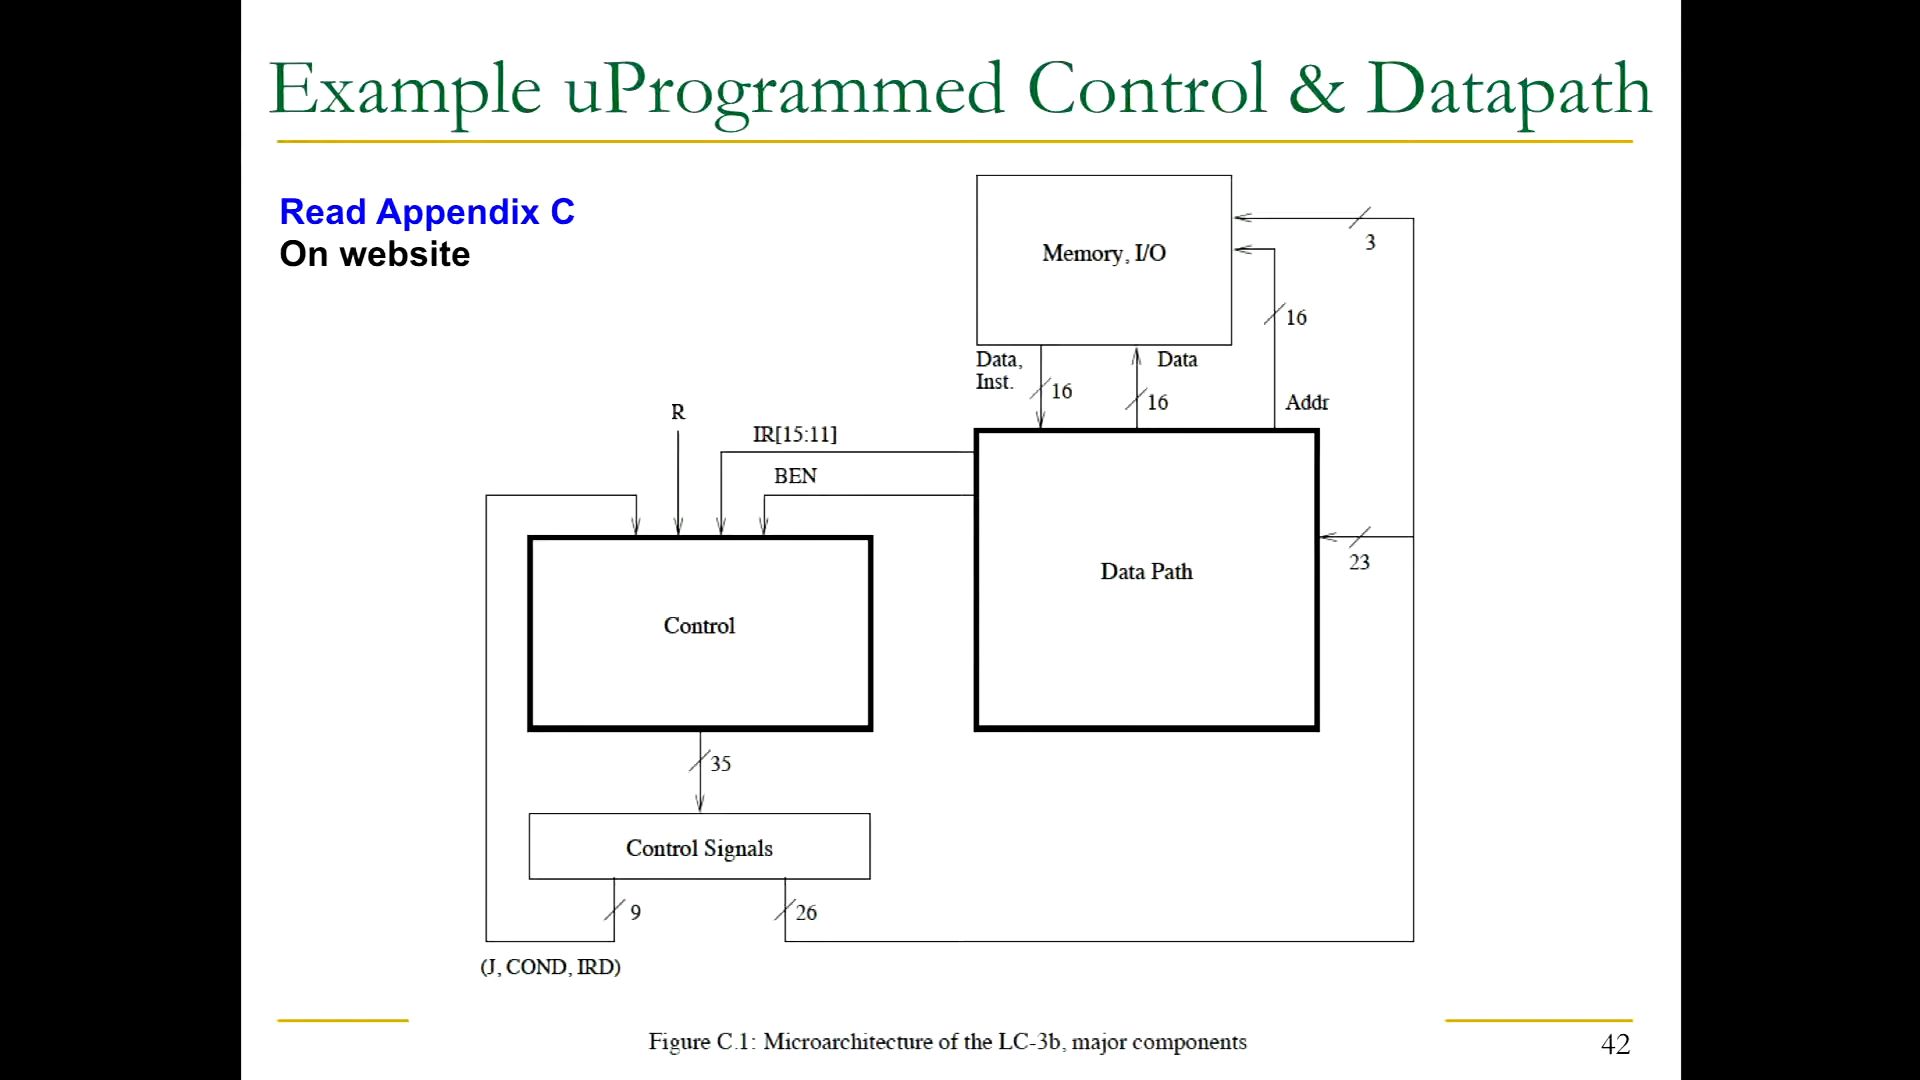 Example uProgrammed Control & Datapath
Read Appendix C
On website
Memory, I/O
3
16
Data,
Inst.
16
Data
16
Addr
R
IR[15:11]
BEN
Control
Data Path
23
35
Control Signals
9
26
(J, COND, IRD)
Figure C.1: Microarchitecture of the LC-3b, major components
42